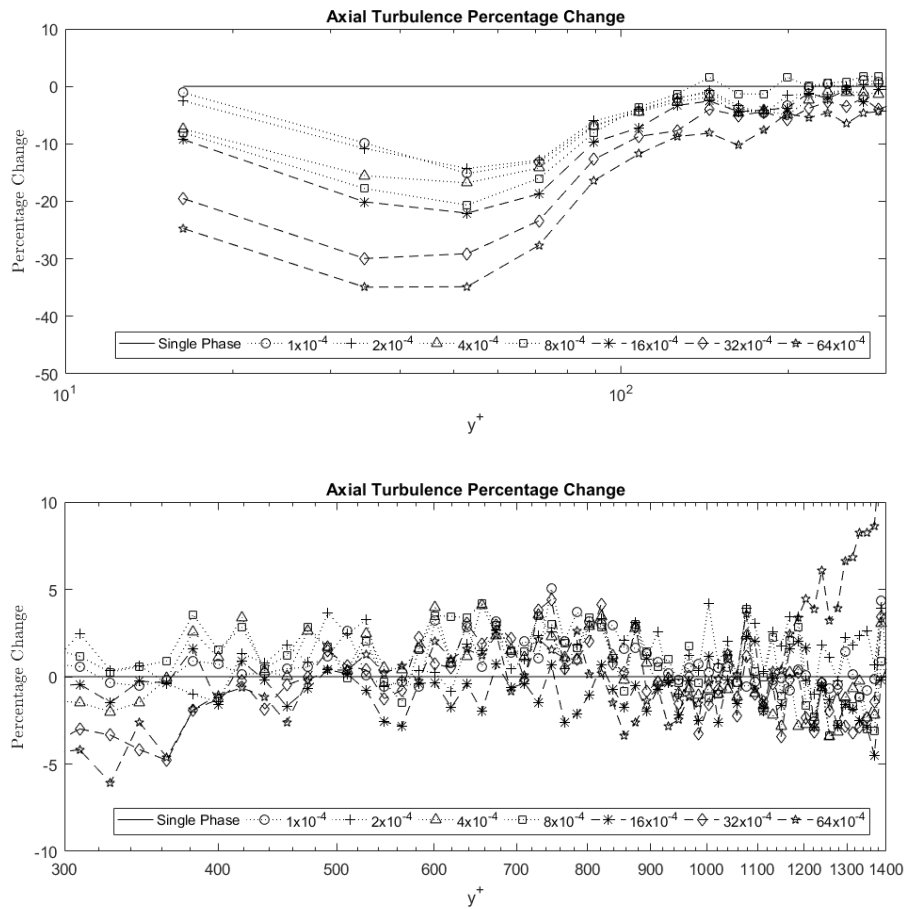 Axial Turbulence Percentage Change
10
0
-10
-20
-30
-40
-50
Percentage Change
Single Phase 1x10⁻⁴ 2x10⁻⁴ 4x10⁻⁴ 8x10⁻⁴ 16x10⁻⁴ 32x10⁻⁴ 64x10⁻⁴
10¹ 10²
y⁺
Axial Turbulence Percentage Change
10
5
0
-5
-10
Percentage Change
Single Phase 1x10⁻⁴ 2x10⁻⁴ 4x10⁻⁴ 8x10⁻⁴ 16x10⁻⁴ 32x10⁻⁴ 64x10⁻⁴
300 400 500 600 700 800 900 1000 1100 1200 1300 1400
y⁺